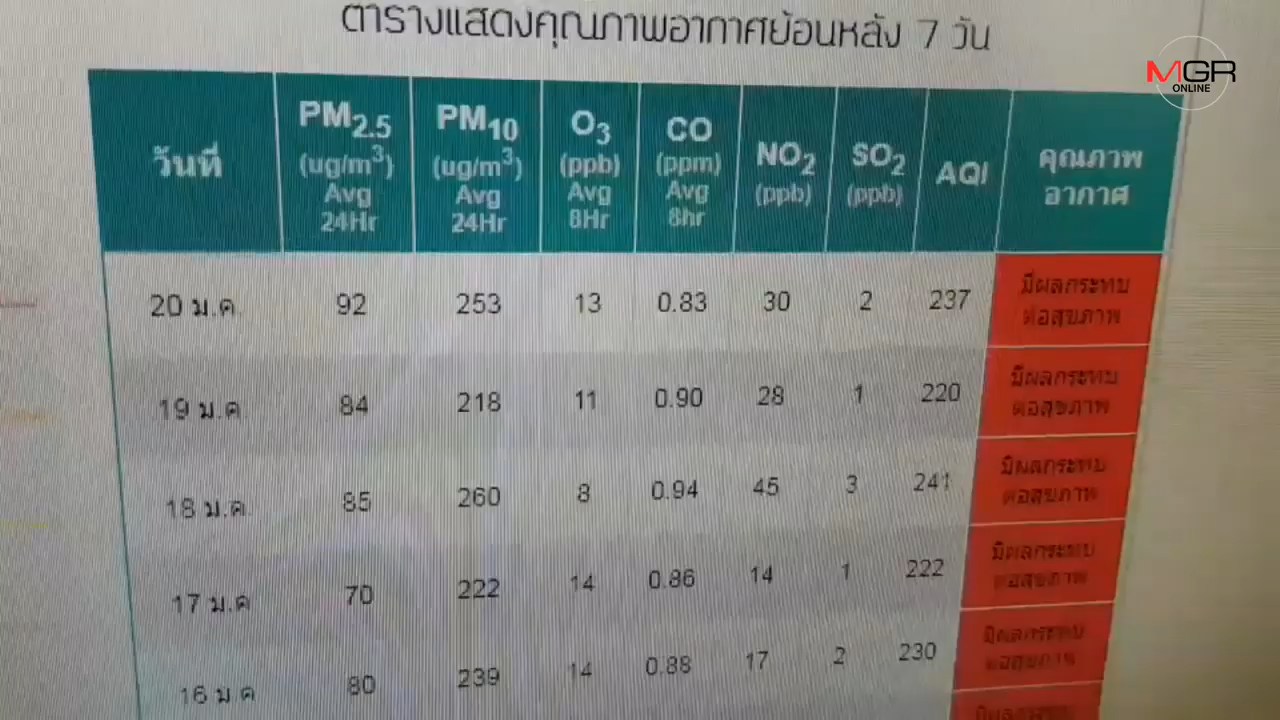 ตารางแสดงคุณภาพอากาศย้อนหลัง 7 วัน
MGR
ONLINE
วันที่ PM2.5 (ug/m3) Avg 24Hr PM10 (ug/m3) Avg 24Hr O3 (ppb) Avg 8Hr CO (ppm) Avg 8hr NO2 (ppb) SO2 (ppb) AQI คุณภาพ อากาศ
20 ม.ค. 92 253 13 0.83 30 2 237 มีผลกระทบ ต่อสุขภาพ
19 ม.ค 84 218 11 0.90 28 1 220 มีผลกระทบ ต่อสุขภาพ
18 ม.ค. 85 260 8 0.94 45 3 241 มีผลกระทบ ต่อสุขภาพ
17 ม.ค 70 222 14 0.86 14 1 222 มีผลกระทบ ต่อสุขภาพ
16 ม.ค 80 239 14 0.88 17 2 230 มีผลกระทบ ต่อสุขภาพ
มีผลกระทบ